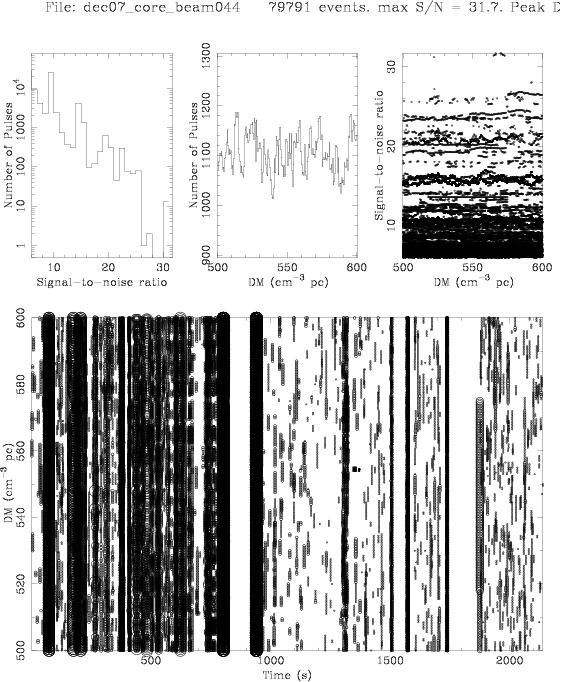 File: dec07_core_beam044 79791 events. max S/N = 31.7. Peak D
Number of Pulses
1 10 100 1000 10⁴
10 20 30
Signal−to−noise ratio
Number of Pulses
900 1000 1100 1200 1300
500 550 600
DM (cm⁻³ pc)
Signal−to−noise ratio
10 20 30
500 550 600
DM (cm⁻³ pc)
DM (cm⁻³ pc)
500 520 540 560 580 600
500 1000 1500 2000
Time (s)